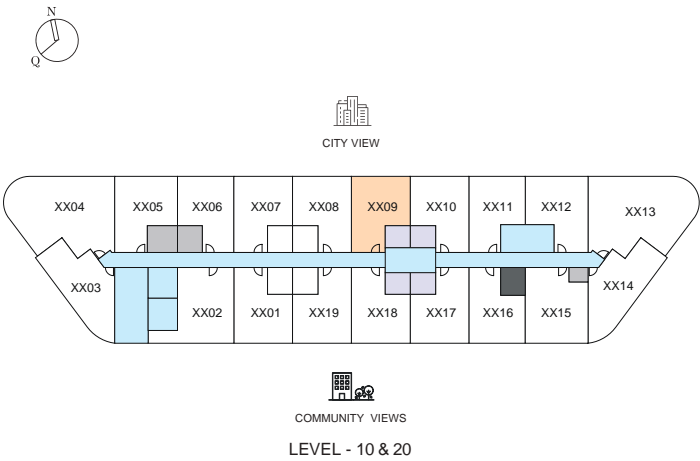 N
Q
CITY VIEW
XX04
XX05
XX06
XX07
XX08
XX09
XX10
XX11
XX12
XX13
XX03
XX14
XX02
XX01
XX19
XX18
XX17
XX16
XX15
COMMUNITY VIEWS
LEVEL - 10 & 20